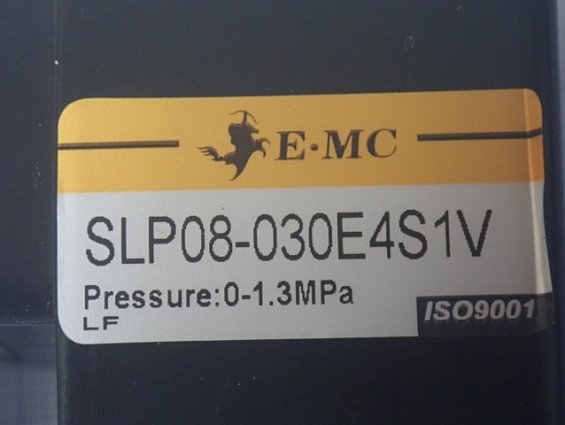 E·MC
SLP08-030E4S1V
Pressure:0-1.3MPa
LF
ISO9001